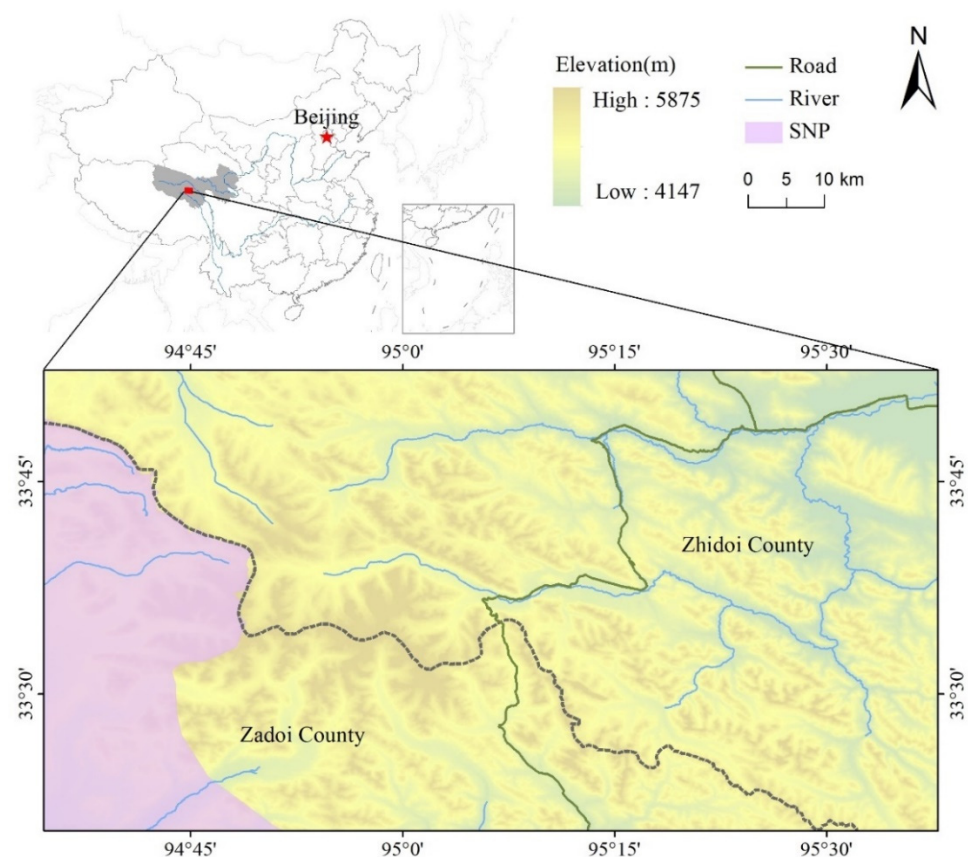 Beijing
Elevation(m)
High : 5875
Low : 4147
Road
River
SNP
N
0 5 10 km
94°45' 95°0' 95°15' 95°30'
33°45' 33°45'
Zhidoi County
33°30' 33°30'
Zadoi County
94°45' 95°0' 95°15' 95°30'